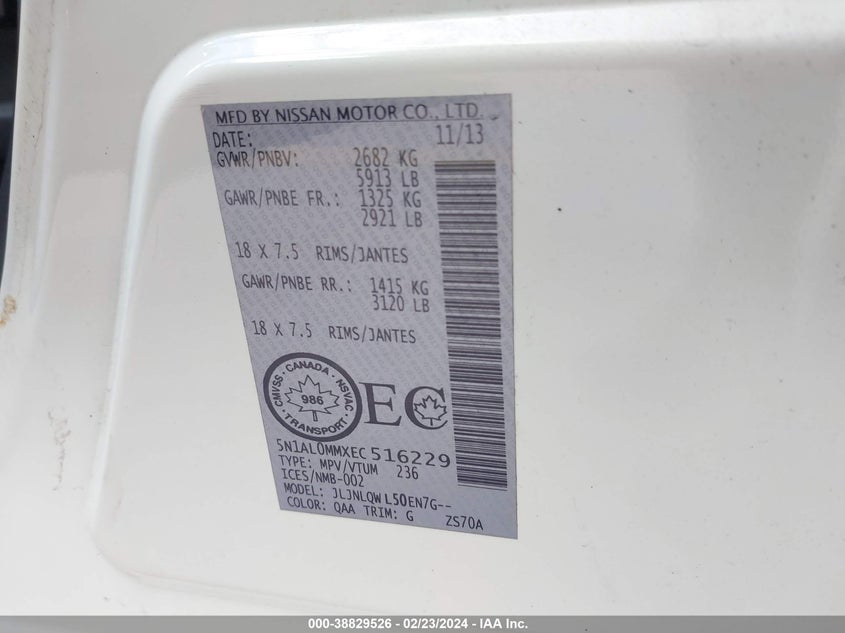 MFD BY NISSAN MOTOR CO., LTD.
DATE: 11/13
GVWR/PNBV: 2682 KG
5913 LB
GAWR/PNBE FR.: 1325 KG
2921 LB
18 X 7.5 RIMS/JANTES
GAWR/PNBE RR.: 1415 KG
3120 LB
18 X 7.5 RIMS/JANTES
CANADA · NSVAC · TRANSPORT · CMVSS ·
986
EC
5N1AL0MMXEC516229
TYPE: MPV/VTUM 236
ICES/NMB-002
MODEL: JLJNLQWL50EN7G--
COLOR: QAA TRIM: G ZS70A
000-38829526 - 02/23/2024 - IAA Inc.